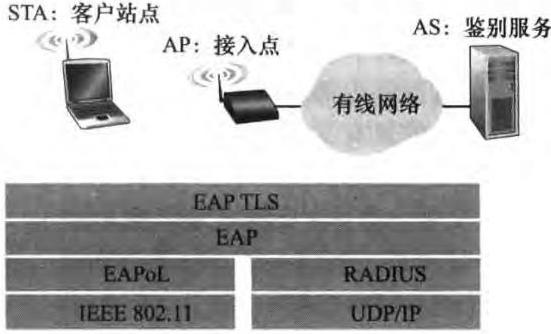 STA: 客户站点
AP: 接入点
AS: 鉴别服务
有线网络
EAP TLS
EAP
EAPoL
RADIUS
IEEE 802.11
UDP/IP